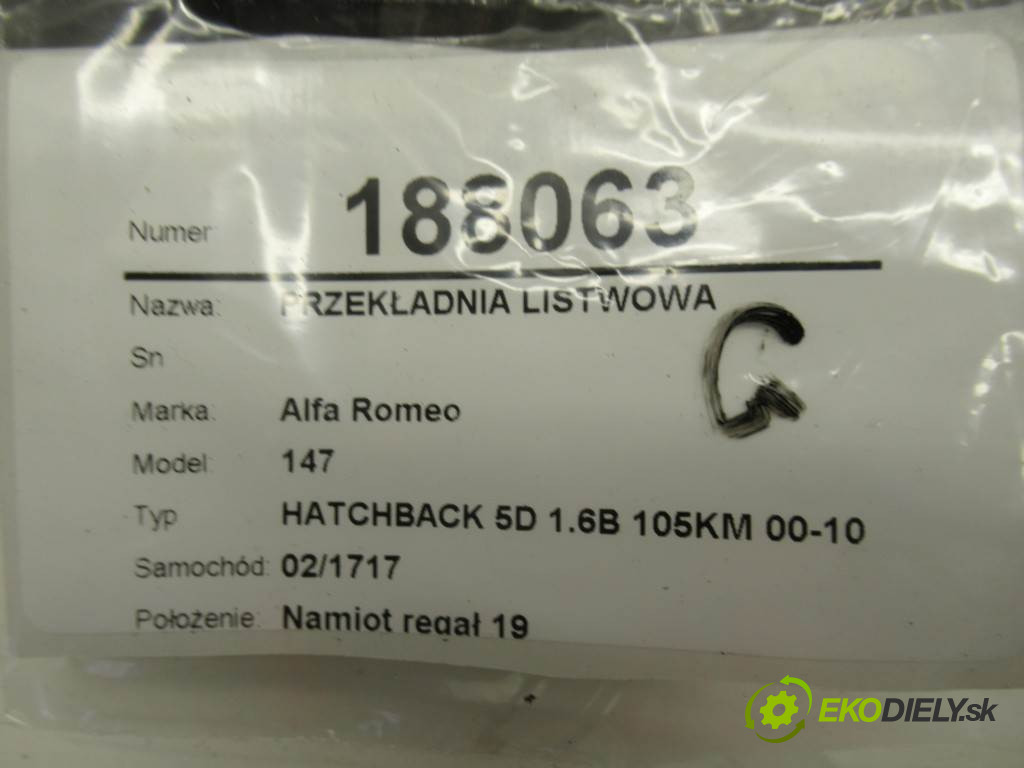 Numer: 188063
Nazwa: PRZEKŁADNIA LISTWOWA
Sn
G
Marka: Alfa Romeo
Model: 147
Typ HATCHBACK 5D 1.6B 105KM 00-10
Samochód: 02/1717
Położenie: Namiot regał 19
EKODIELY.sk